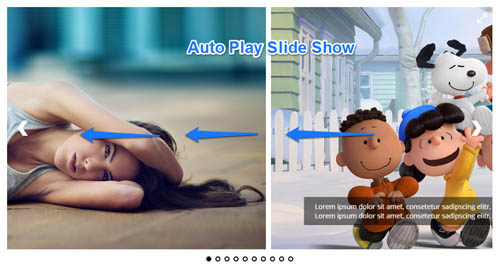 Auto Play Slide Show
Lorem ipsum dolor sit amet, consetetur sadipscing elitr,
Lorem ipsum dolor sit amet, consetetur sadipscing elitr,